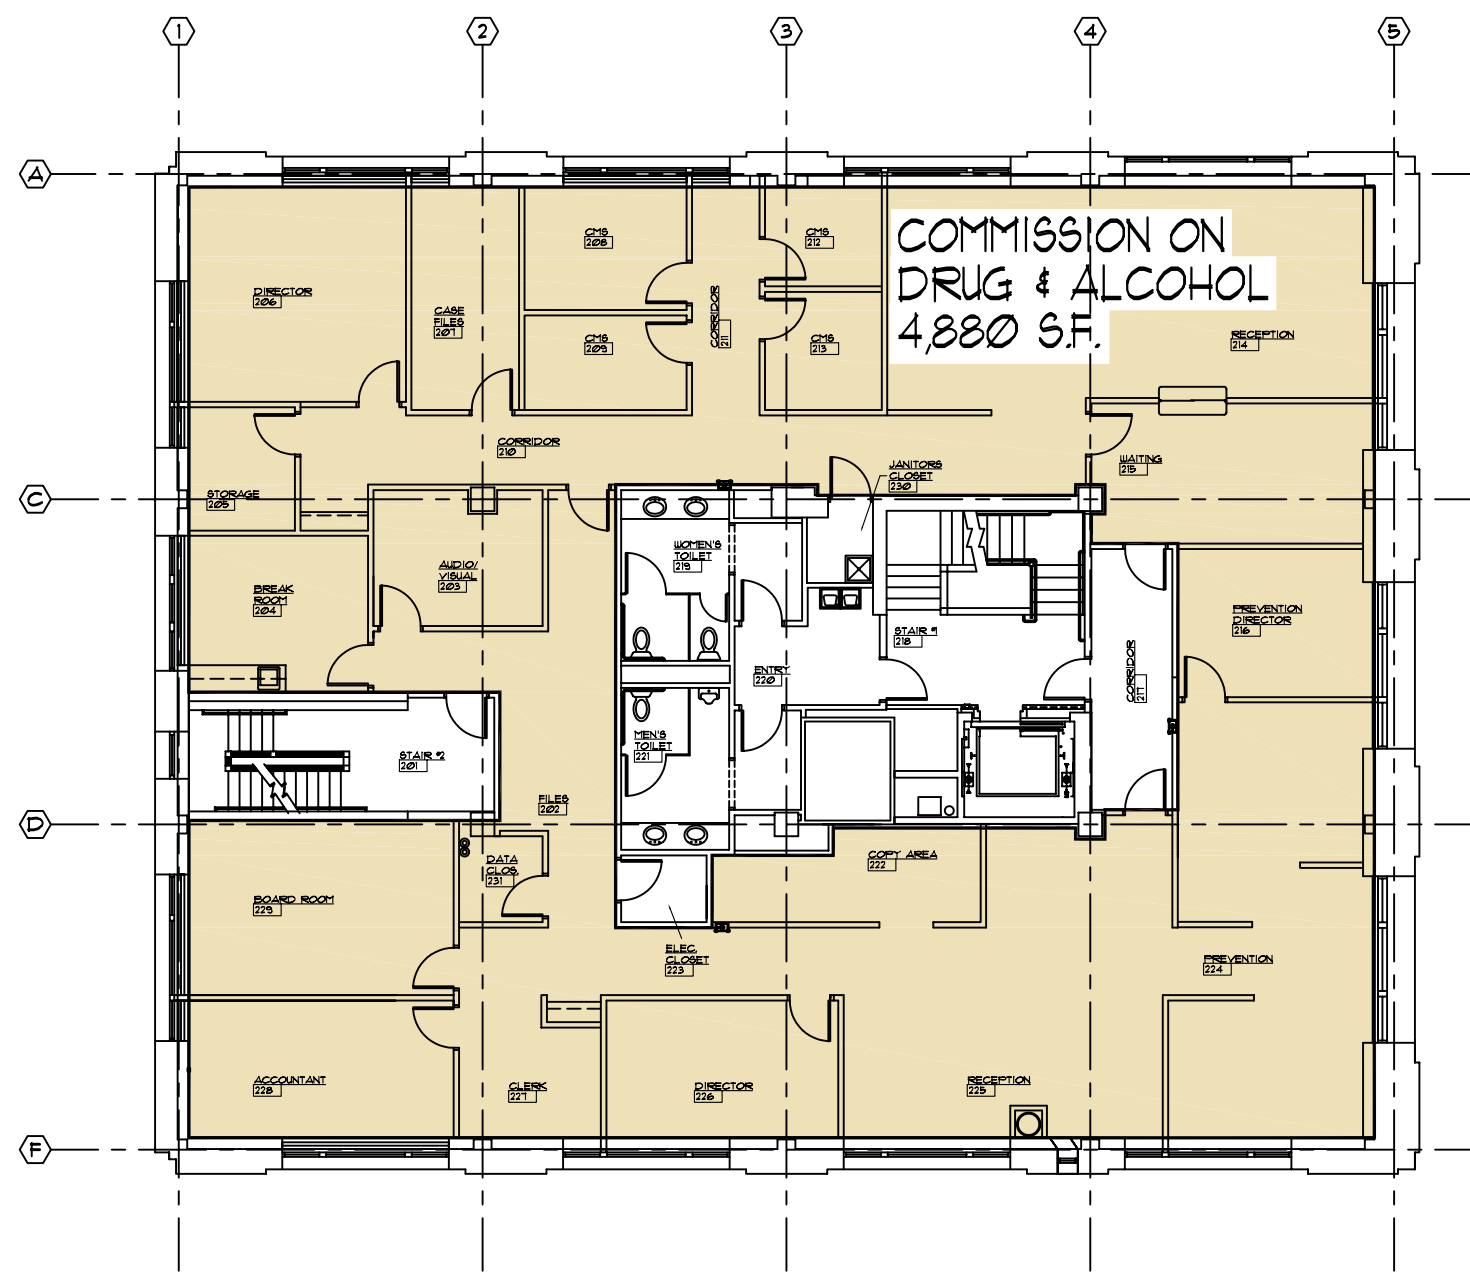 1 2 3 4 5
A
COMMISSION ON
DRUG & ALCOHOL
4,880 S.F.
CMS
208
CMS
212
DIRECTOR
206
CASE
FILES
207
CORRIDOR
211
CMS
209
CMS
213
RECEPTION
214
CORRIDOR
210
WAITING
215
JANITORS
CLOSET
230
C
STORAGE
205
WOMEN'S
TOILET
219
AUDIO/
VISUAL
203
BREAK
ROOM
204
PREVENTION
DIRECTOR
216
STAIR #1
218
ENTRY
220
CORRIDOR
217
MEN'S
TOILET
221
STAIR #2
201
FILES
202
D
DATA
CLOS.
231
COPY AREA
222
BOARD ROOM
229
ELEC.
CLOSET
223
PREVENTION
224
ACCOUNTANT
228
CLERK
227
DIRECTOR
226
RECEPTION
225
F